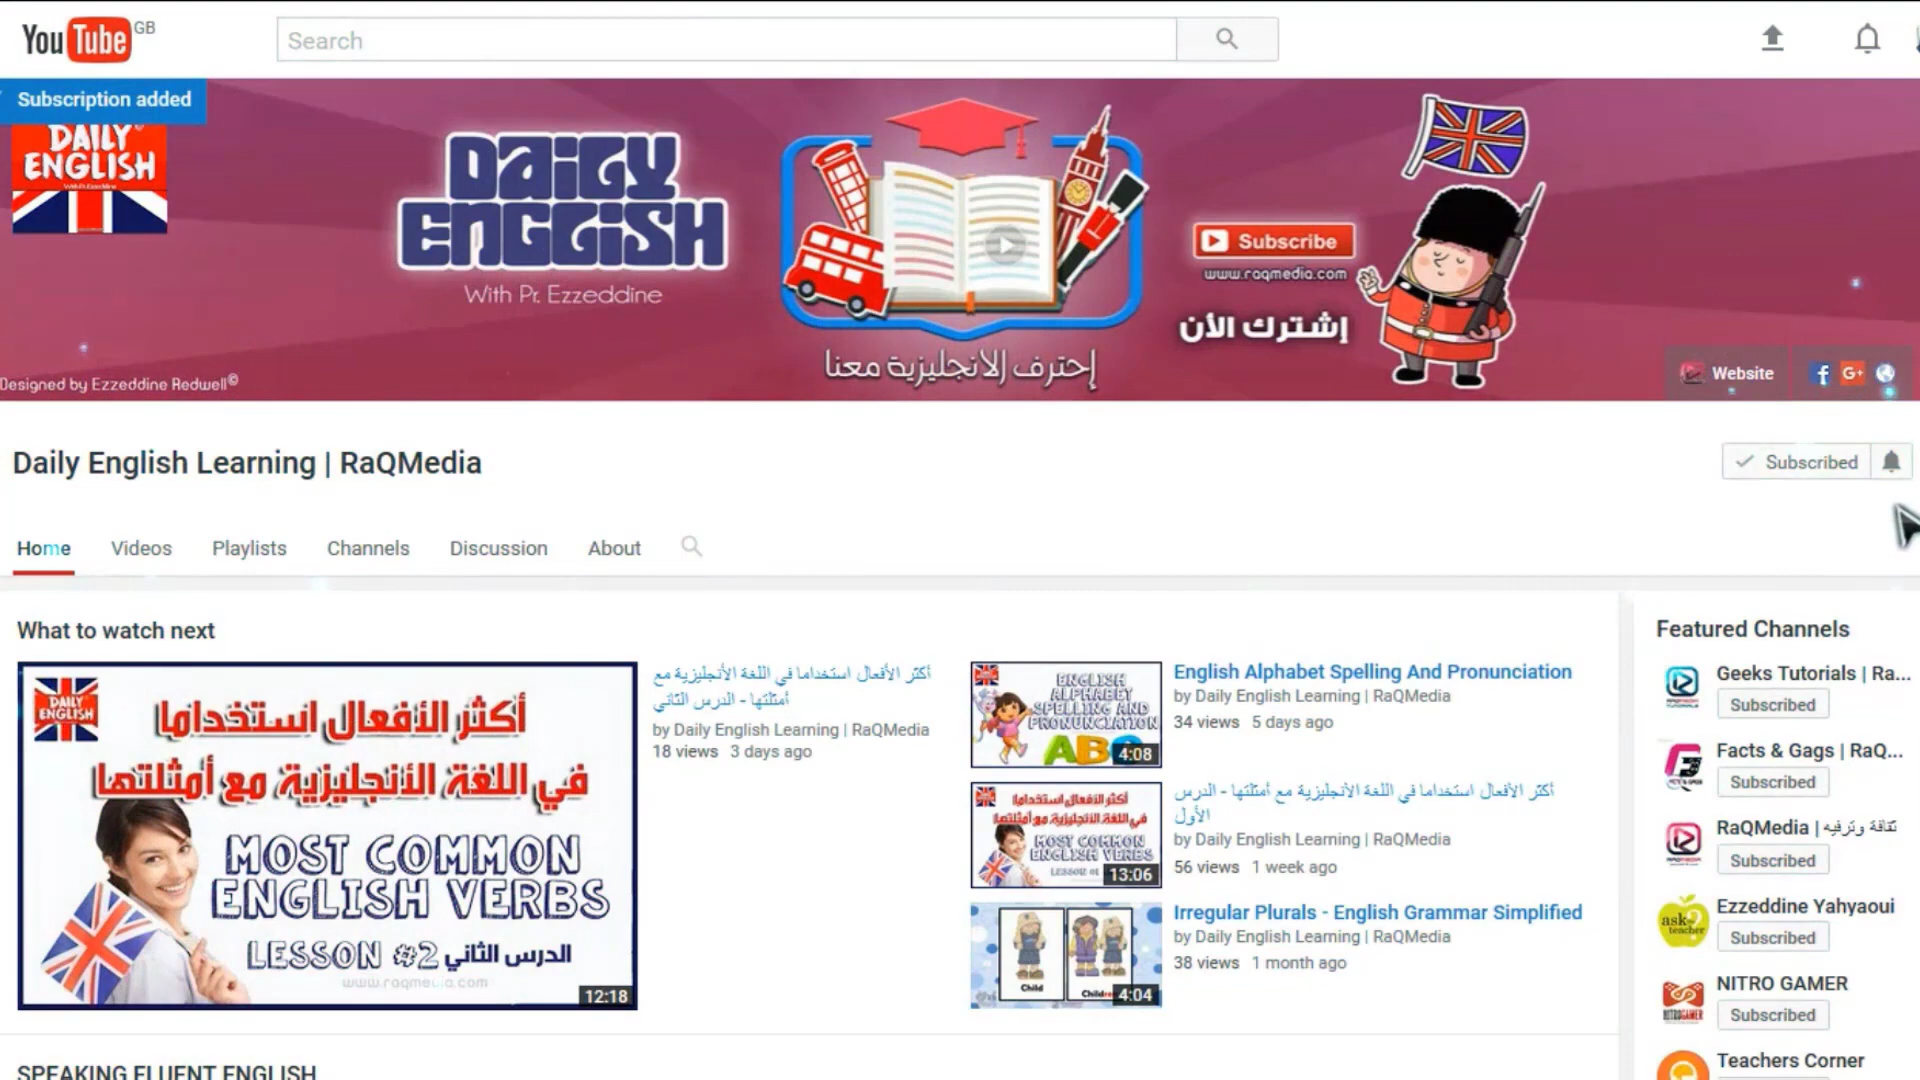 YouTube GB
Search
Subscription added
DAILY
ENGLISH
DAILY
ENGLISH
With Pr. Ezzeddine
Subscribe
www.raqmedia.com
إشترك الأن
إحترف الانجليزية معنا
Designed by Ezzeddine Redwell©
Website
Daily English Learning | RaQMedia
Subscribed
Home
Videos
Playlists
Channels
Discussion
About
What to watch next
DAILY
ENGLISH
أكثر الأفعال استخداما
في اللغة الأنجليزية مع أمثلتها
MOST COMMON
ENGLISH VERBS
LESSON #2 الدرس الثاني
12:18
أكثر الأفعال استخداما في اللغة الأنجليزية مع
أمثلتها - الدرس الثاني
by Daily English Learning | RaQMedia
18 views 3 days ago
ENGLISH
ALPHABET
SPELLING AND
PRONUNCIATION
4:08
English Alphabet Spelling And Pronunciation
by Daily English Learning | RaQMedia
34 views 5 days ago
أكثر الأفعال استخداما
في اللغة الأنجليزية مع أمثلتها
MOST COMMON
ENGLISH VERBS
13:06
أكثر الأفعال استخداما في اللغة الأنجليزية مع أمثلتها - الدرس
الأول
by Daily English Learning | RaQMedia
56 views 1 week ago
Child
4:04
Irregular Plurals - English Grammar Simplified
by Daily English Learning | RaQMedia
38 views 1 month ago
Featured Channels
Geeks Tutorials | Ra...
Subscribed
Facts & Gags | RaQ...
Subscribed
RaQMedia | ثقافة وترفيه
Subscribed
ask
teacher
Ezzeddine Yahyaoui
Subscribed
NITRO GAMER
Subscribed
Teachers Corner
SPEAKING FLUENT ENGLISH